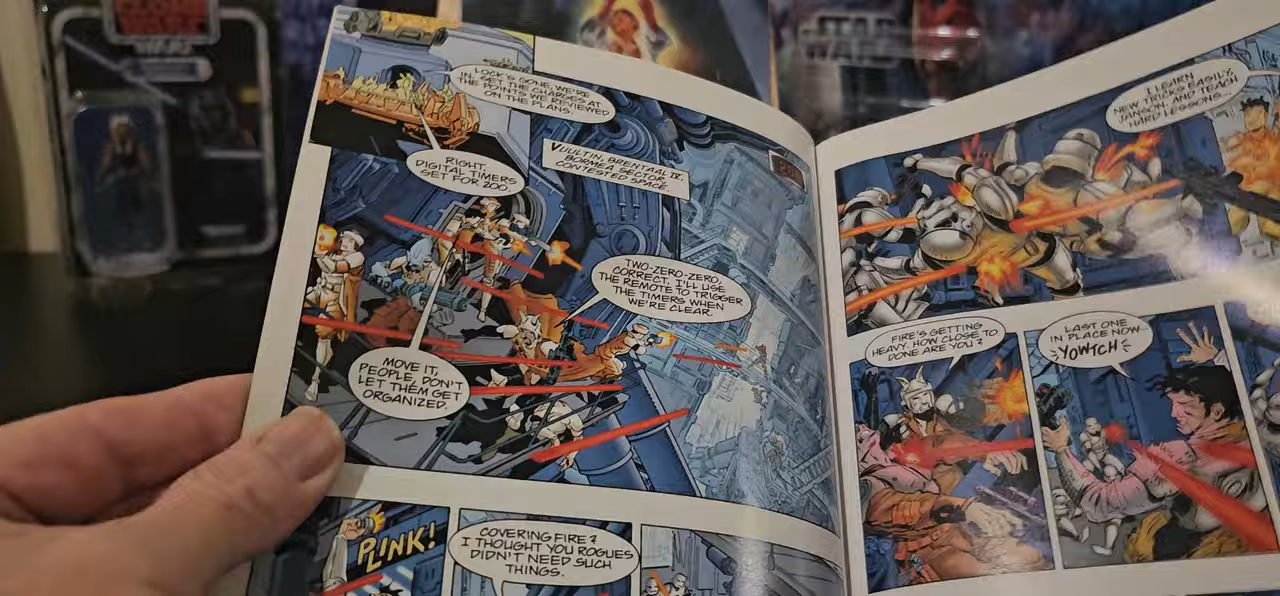 STAR
WARS
LOCK'S GONE, WE'RE
IN. SET THE CHARGES AT
THE POINTS WE REVIEWED
ON THE PLANS.
RIGHT.
DIGITAL TIMERS
SET FOR 200.
VUULTIN, BRENTAAL IV.
BORMEA SECTOR,
CONTESTED SPACE.
TWO-ZERO-ZERO,
CORRECT. I'LL USE
THE REMOTE TO TRIGGER
THE TIMERS WHEN
WE'RE CLEAR.
MOVE IT,
PEOPLE, DON'T
LET THEM GET
ORGANIZED.
PLINK!
COVERING FIRE?
I THOUGHT YOU ROGUES
DIDN'T NEED SUCH
THINGS.
I LEARN
NEW TRICKS EASILY,
JANSON, AND TEACH
HARD LESSONS.
FIRE'S GETTING
HEAVY. HOW CLOSE TO
DONE ARE YOU?
LAST ONE
IN PLACE NOW--
YOWTCH